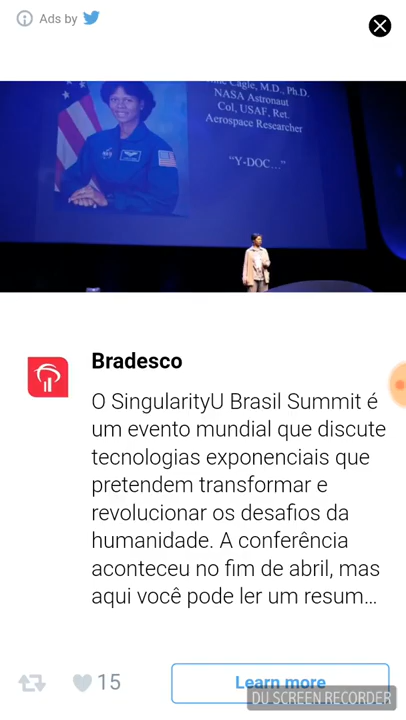 Ads by
Cagle, M.D., Ph.D.
NASA Astronaut
Col, USAF, Ret.
Aerospace Researcher
"Y-DOC..."
Bradesco
O SingularityU Brasil Summit é
um evento mundial que discute
tecnologias exponenciais que
pretendem transformar e
revolucionar os desafios da
humanidade. A conferência
aconteceu no fim de abril, mas
aqui você pode ler um resum...
15
Learn more
DU SCREEN RECORDER